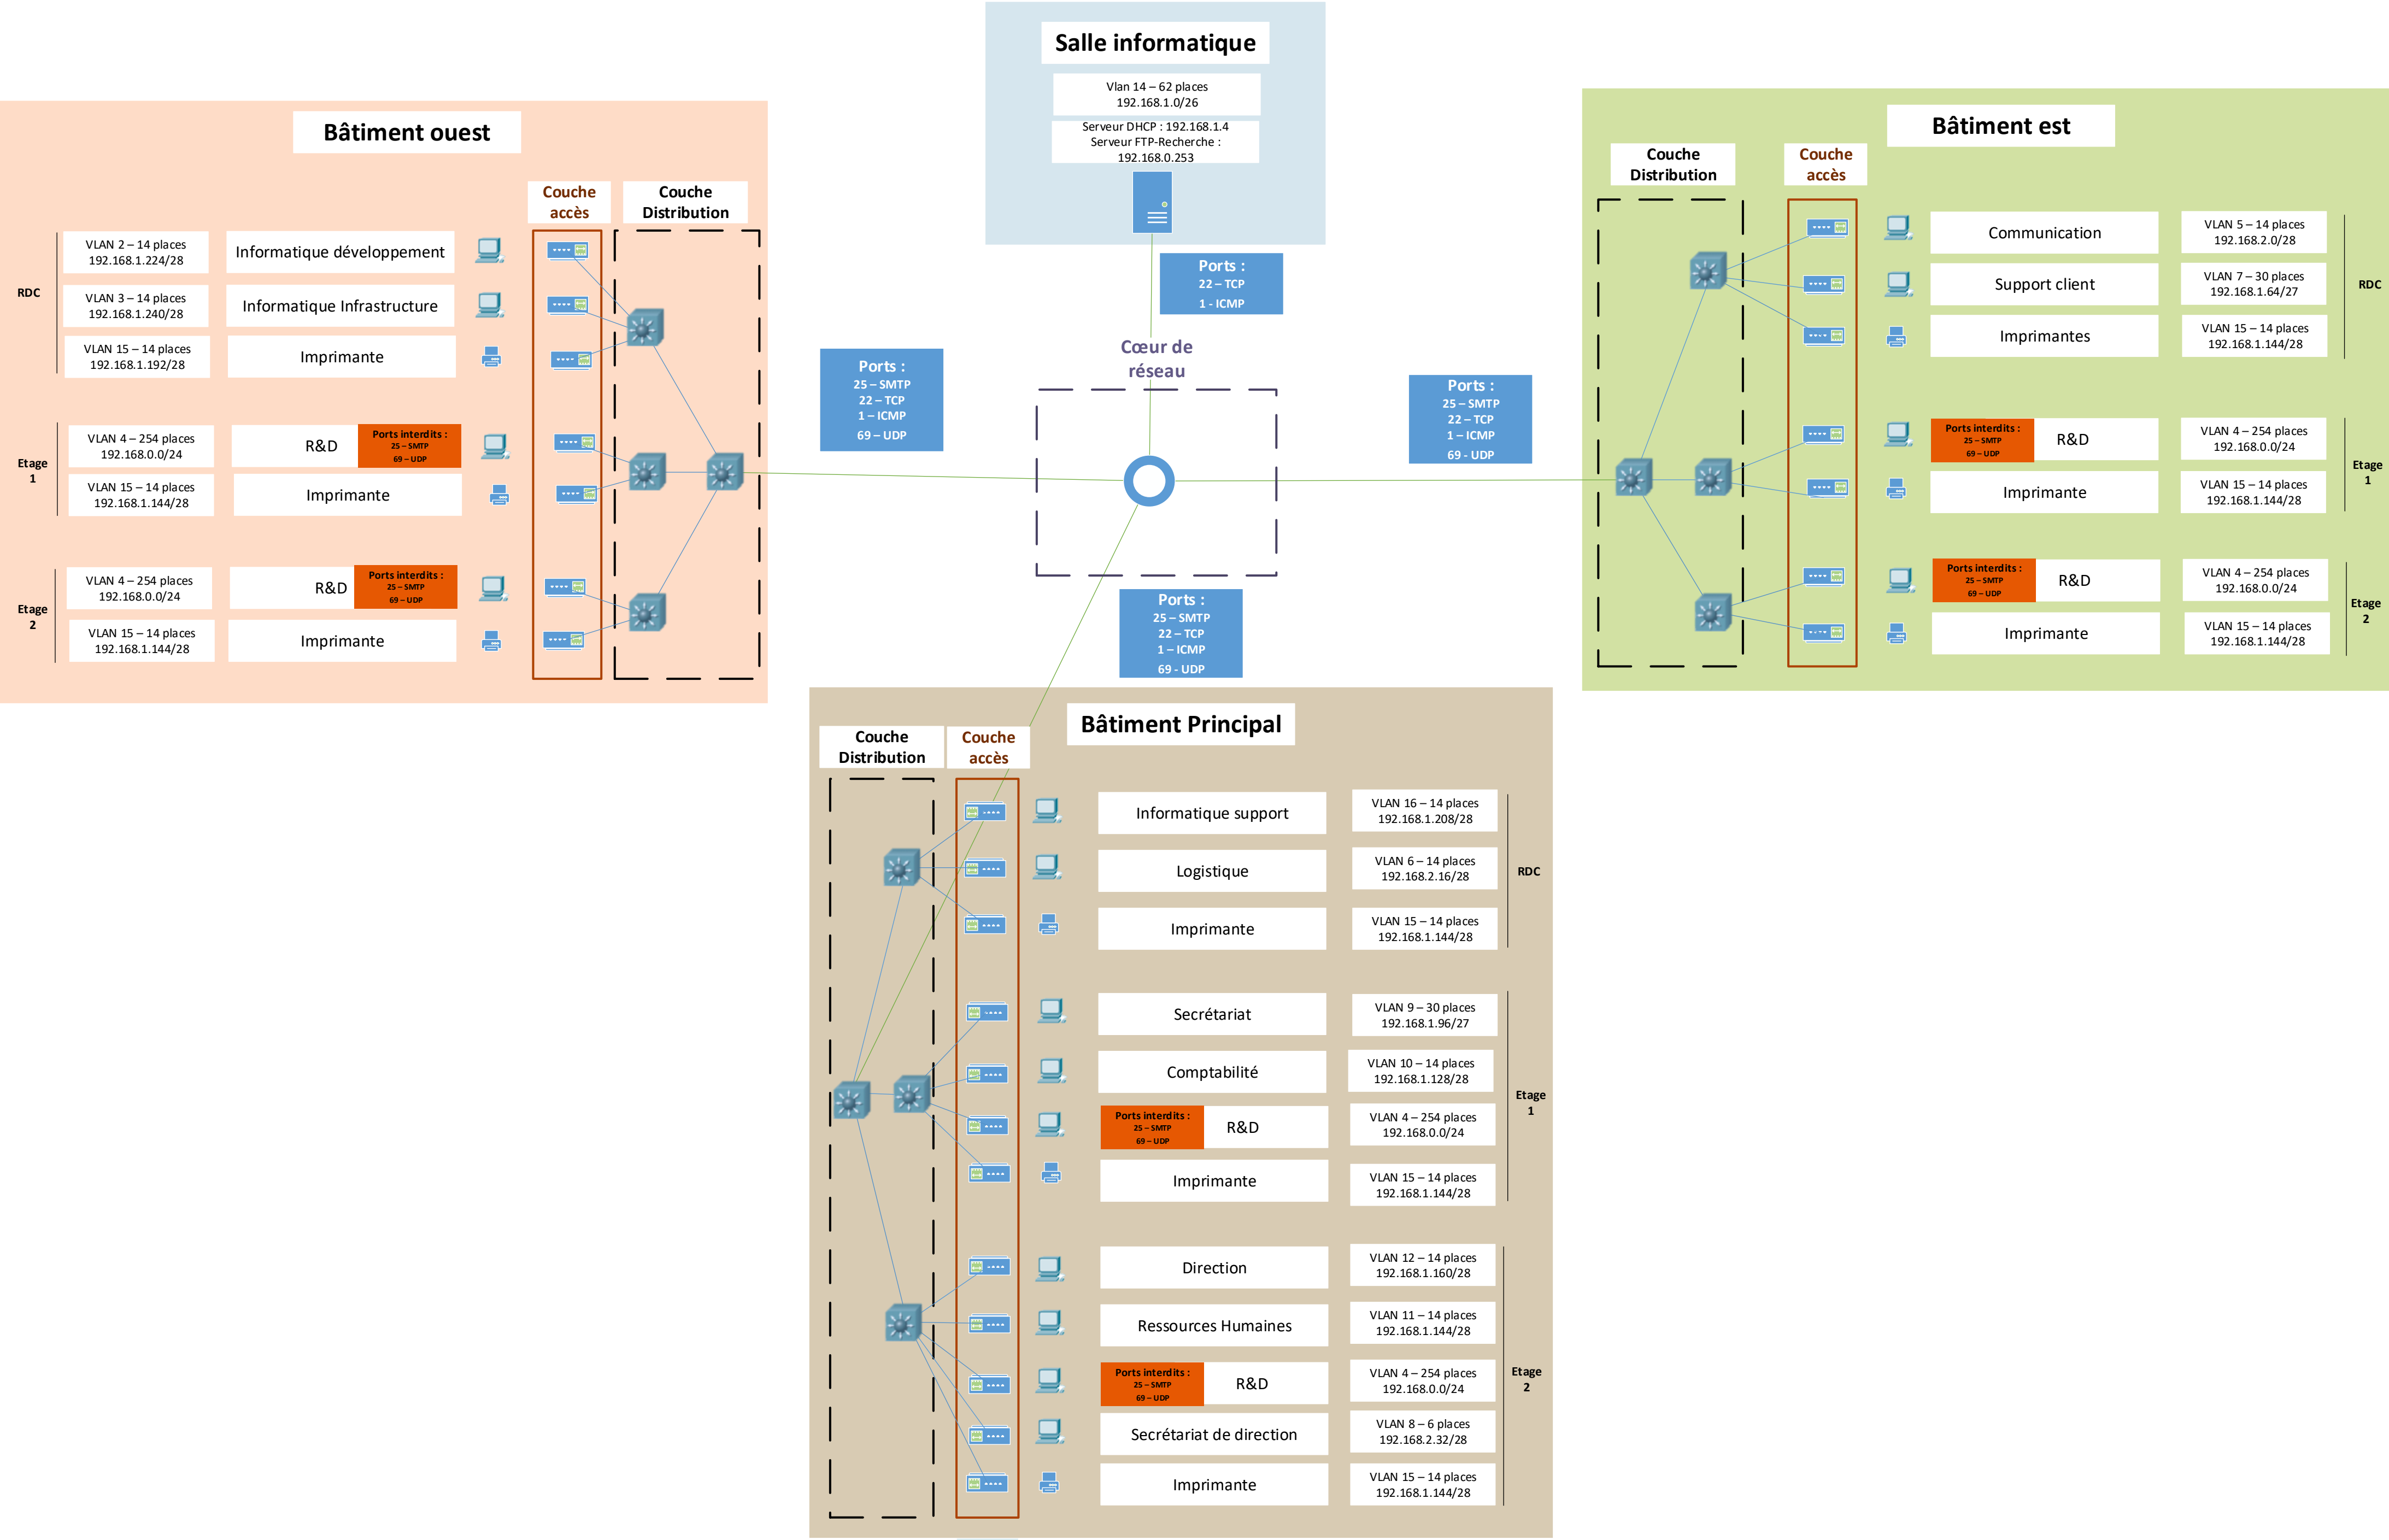 Salle informatique
Vlan 14 – 62 places
192.168.1.0/26
Serveur DHCP : 192.168.1.4
Serveur FTP-Recherche :
192.168.0.253
Ports :
22 – TCP
1 - ICMP
Bâtiment ouest
Couche
accès
Couche
Distribution
RDC
VLAN 2 – 14 places
192.168.1.224/28
Informatique développement
VLAN 3 – 14 places
192.168.1.240/28
Informatique Infrastructure
VLAN 15 – 14 places
192.168.1.192/28
Imprimante
Etage
1
VLAN 4 – 254 places
192.168.0.0/24
R&D
Ports interdits :
25 – SMTP
69 – UDP
VLAN 15 – 14 places
192.168.1.144/28
Imprimante
Etage
2
VLAN 4 – 254 places
192.168.0.0/24
R&D
Ports interdits :
25 – SMTP
69 – UDP
VLAN 15 – 14 places
192.168.1.144/28
Imprimante
Ports :
25 – SMTP
22 – TCP
1 – ICMP
69 – UDP
Cœur de
réseau
Ports :
25 – SMTP
22 – TCP
1 – ICMP
69 - UDP
Ports :
25 – SMTP
22 – TCP
1 – ICMP
69 - UDP
Bâtiment est
Couche
Distribution
Couche
accès
Communication
VLAN 5 – 14 places
192.168.2.0/28
Support client
VLAN 7 – 30 places
192.168.1.64/27
RDC
Imprimantes
VLAN 15 – 14 places
192.168.1.144/28
Ports interdits :
25 – SMTP
69 – UDP
R&D
VLAN 4 – 254 places
192.168.0.0/24
Etage
1
Imprimante
VLAN 15 – 14 places
192.168.1.144/28
Ports interdits :
25 – SMTP
69 – UDP
R&D
VLAN 4 – 254 places
192.168.0.0/24
Etage
2
Imprimante
VLAN 15 – 14 places
192.168.1.144/28
Bâtiment Principal
Couche
Distribution
Couche
accès
Informatique support
VLAN 16 – 14 places
192.168.1.208/28
Logistique
VLAN 6 – 14 places
192.168.2.16/28
RDC
Imprimante
VLAN 15 – 14 places
192.168.1.144/28
Secrétariat
VLAN 9 – 30 places
192.168.1.96/27
Comptabilité
VLAN 10 – 14 places
192.168.1.128/28
Etage
1
Ports interdits :
25 – SMTP
69 – UDP
R&D
VLAN 4 – 254 places
192.168.0.0/24
Imprimante
VLAN 15 – 14 places
192.168.1.144/28
Direction
VLAN 12 – 14 places
192.168.1.160/28
Ressources Humaines
VLAN 11 – 14 places
192.168.1.144/28
Etage
2
Ports interdits :
25 – SMTP
69 – UDP
R&D
VLAN 4 – 254 places
192.168.0.0/24
Secrétariat de direction
VLAN 8 – 6 places
192.168.2.32/28
Imprimante
VLAN 15 – 14 places
192.168.1.144/28